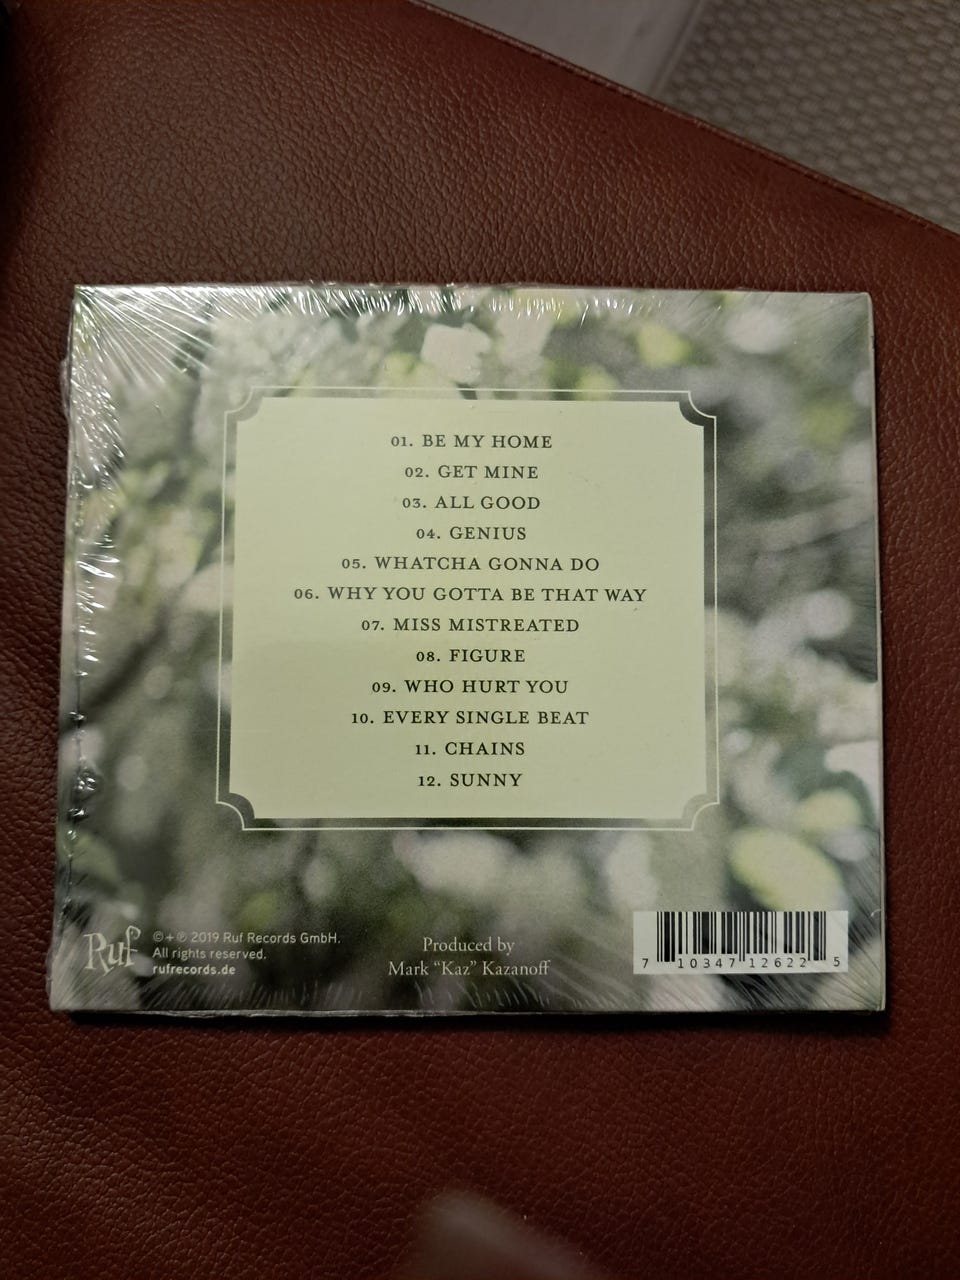 01. BE MY HOME
02. GET MINE
03. ALL GOOD
04. GENIUS
05. WHATCHA GONNA DO
06. WHY YOU GOTTA BE THAT WAY
07. MISS MISTREATED
08. FIGURE
09. WHO HURT YOU
10. EVERY SINGLE BEAT
11. CHAINS
12. SUNNY
Ruf
©+℗ 2019 Ruf Records GmbH.
All rights reserved.
rufrecords.de
Produced by
Mark “Kaz” Kazanoff
7 10347 12622 5